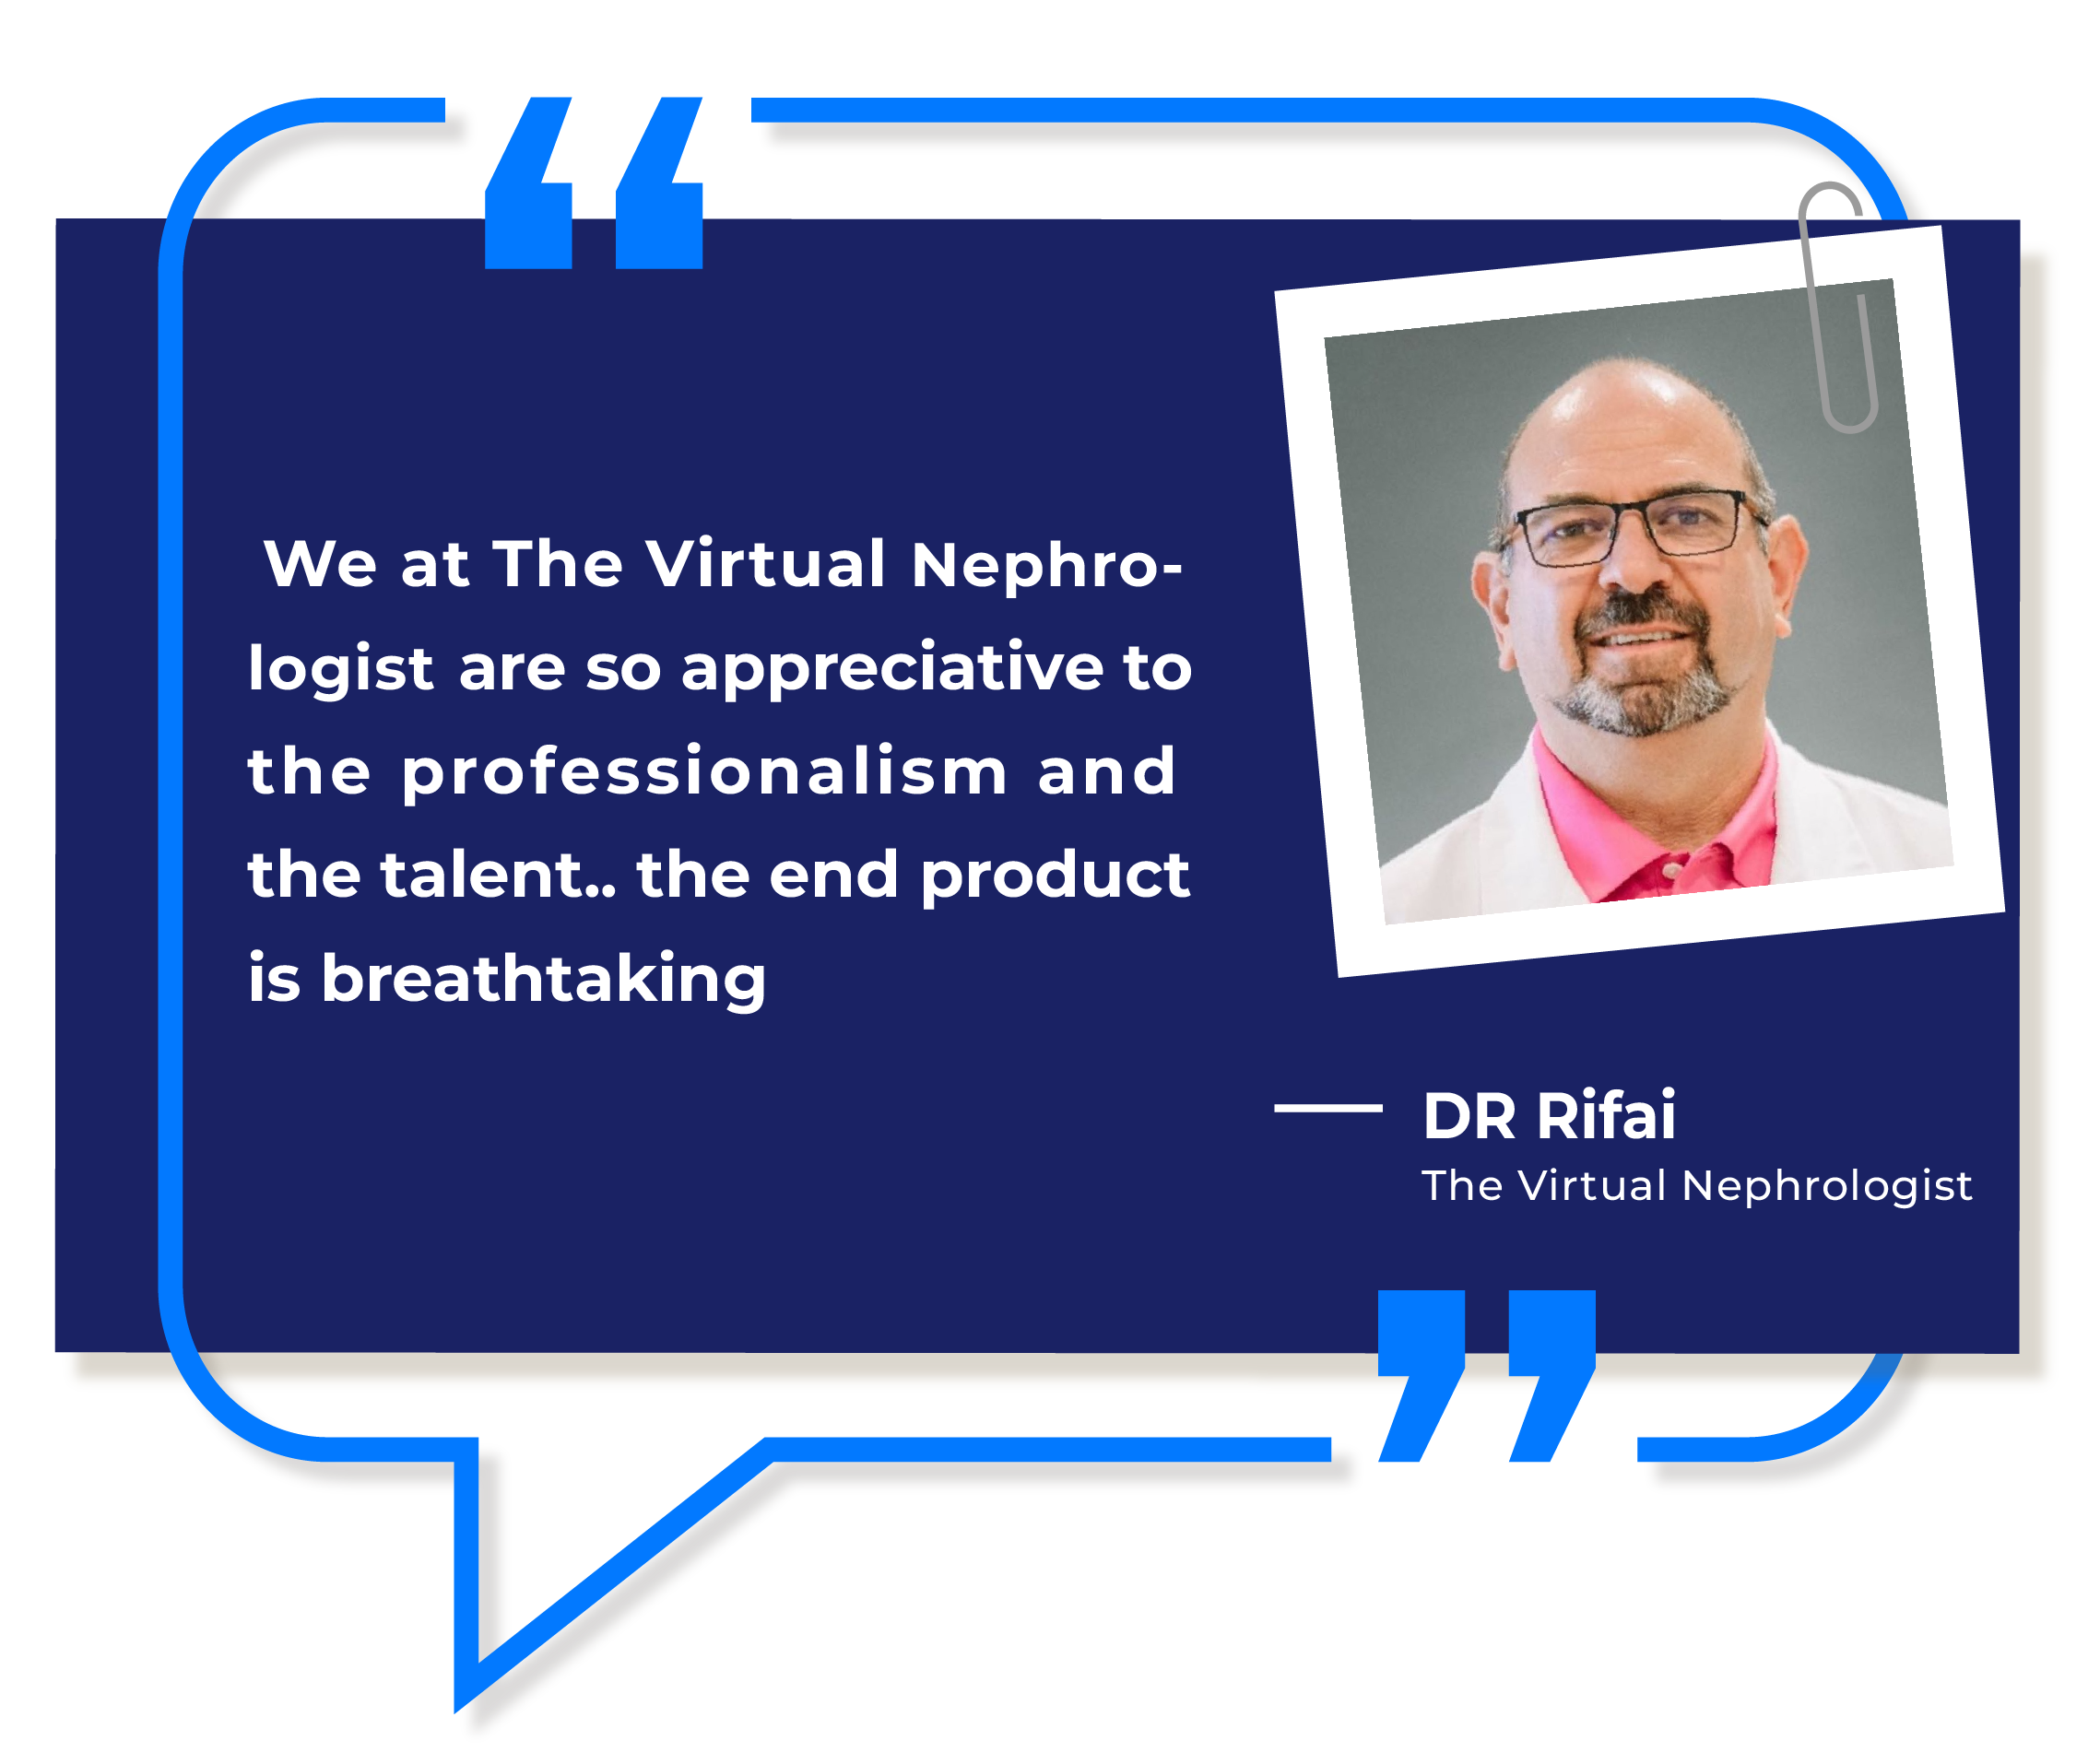 We at The Virtual Nephro-
logist are so appreciative to
the professionalism and
the talent.. the end product
is breathtaking
DR Rifai
The Virtual Nephrologist